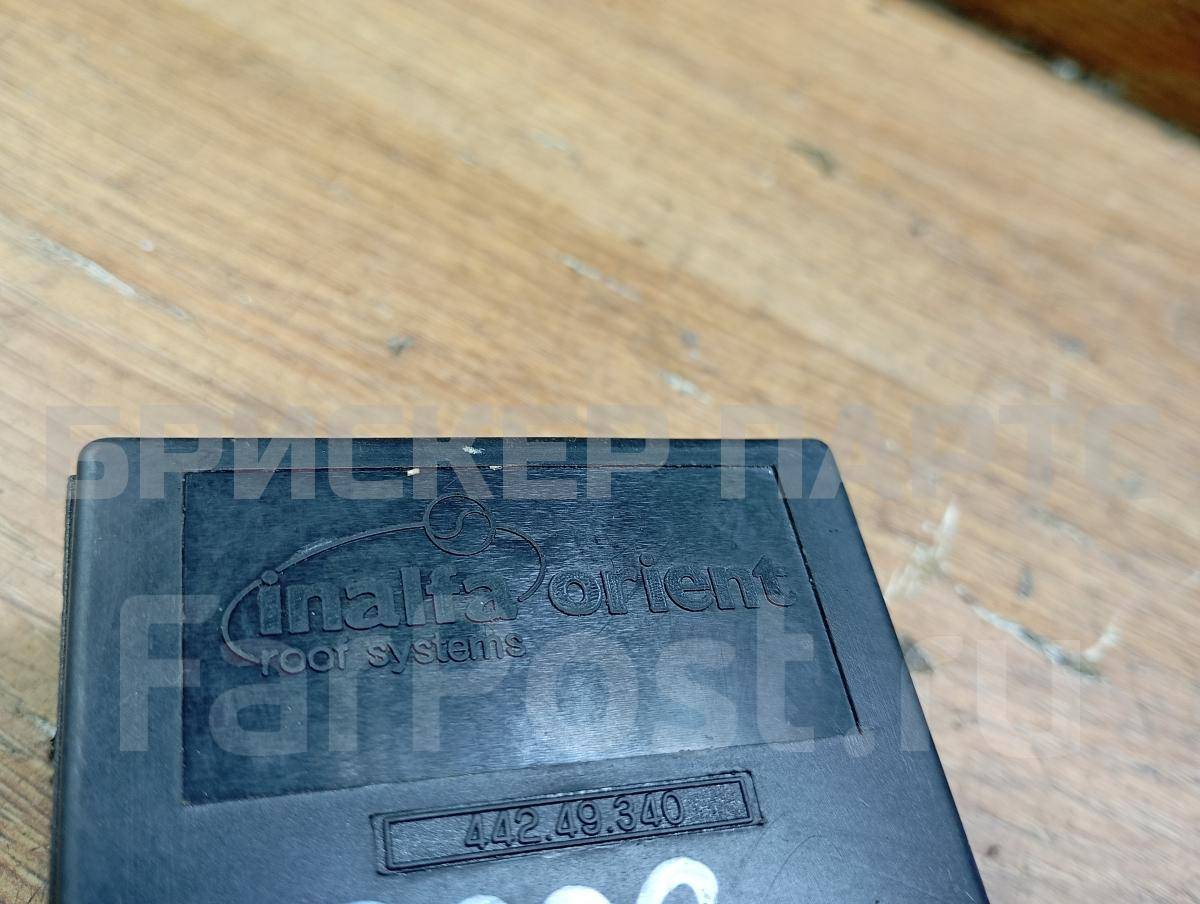 БРИСКЕР ПАРТС
inalfa orient
roof systems
FarPost.ru
442.49.340